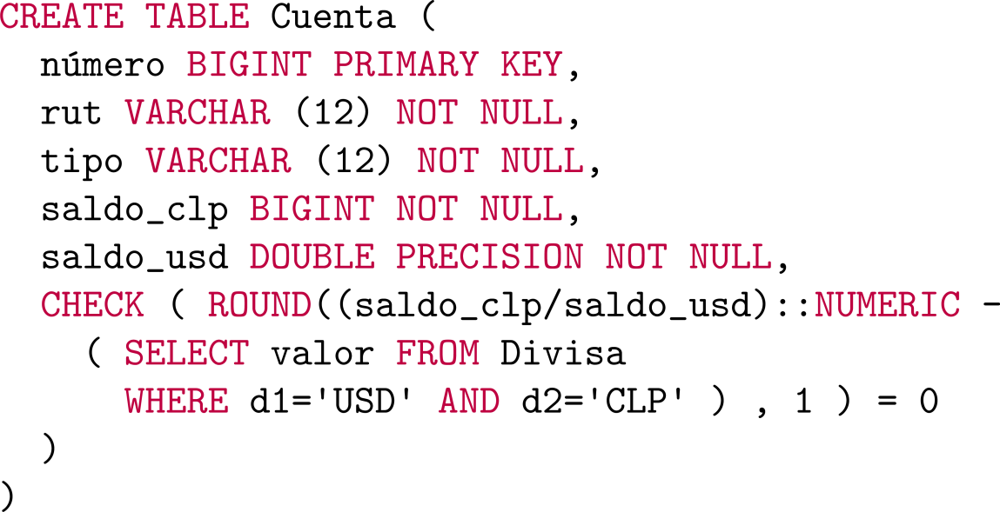 CREATE TABLE Cuenta (
número BIGINT PRIMARY KEY,
rut VARCHAR (12) NOT NULL,
tipo VARCHAR (12) NOT NULL,
saldo_clp BIGINT NOT NULL,
saldo_usd DOUBLE PRECISION NOT NULL,
CHECK ( ROUND((saldo_clp/saldo_usd)::NUMERIC -
( SELECT valor FROM Divisa
WHERE d1='USD' AND d2='CLP' ) , 1 ) = 0
)
)